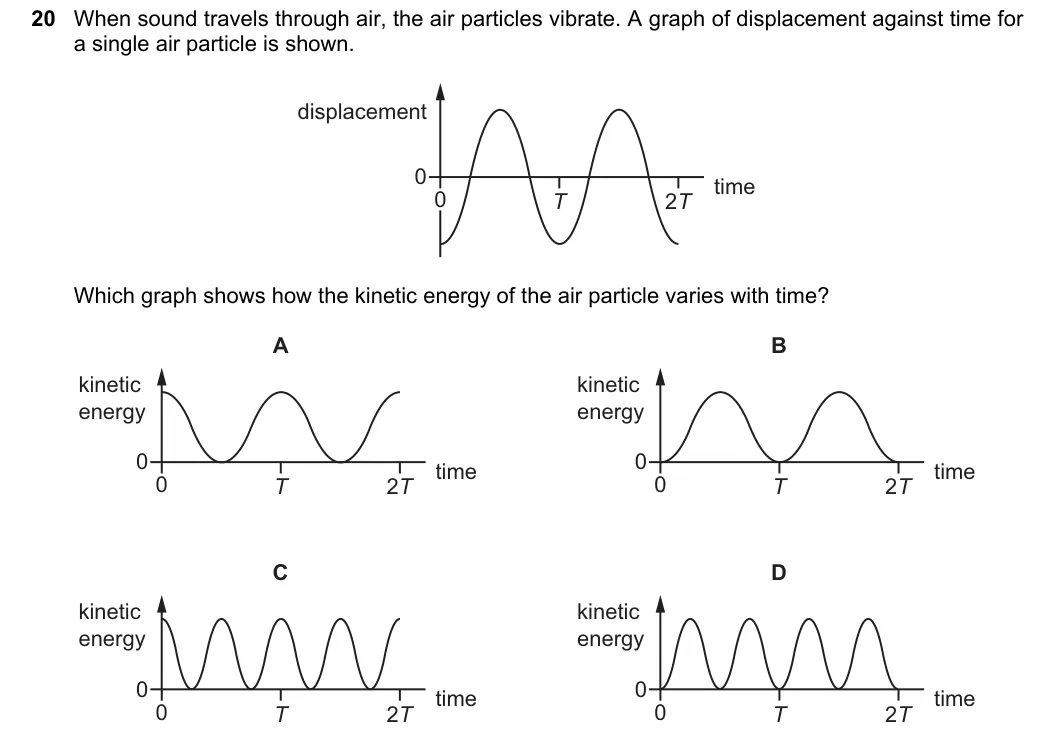 20 When sound travels through air, the air particles vibrate. A graph of displacement against time for
a single air particle is shown.
displacement
0
0
T
2T
time
Which graph shows how the kinetic energy of the air particle varies with time?
A
kinetic
energy
0
0
T
2T
time
B
kinetic
energy
0
0
T
2T
time
C
kinetic
energy
0
0
T
2T
time
D
kinetic
energy
0
0
T
2T
time